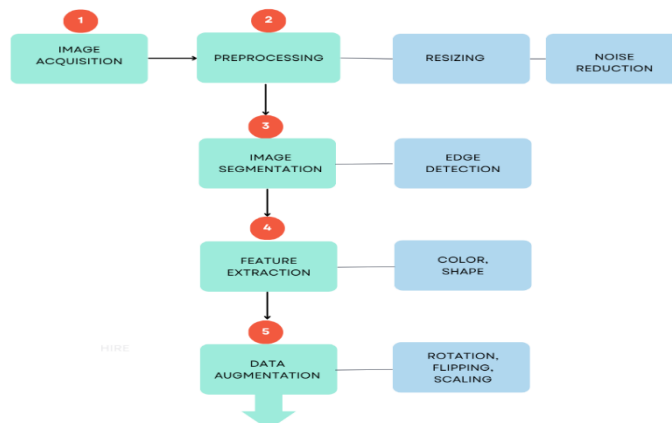 1
2
IMAGE
ACQUISITION
PREPROCESSING
RESIZING
NOISE
REDUCTION
3
IMAGE
SEGMENTATION
EDGE
DETECTION
4
FEATURE
EXTRACTION
COLOR,
SHAPE
HIRE
5
DATA
AUGMENTATION
ROTATION,
FLIPPING,
SCALING